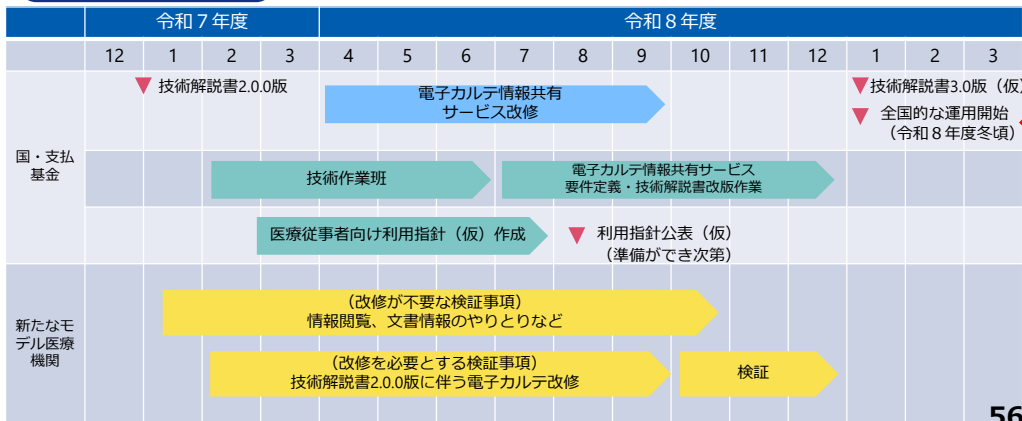 令和７年度 令和８年度
12 1 2 3 4 5 6 7 8 9 10 11 12 1 2 3
国・支払
基金
技術解説書2.0.0版
電子カルテ情報共有
サービス改修
技術解説書3.0版（仮）
全国的な運用開始
（令和８年度冬頃）
技術作業班
電子カルテ情報共有サービス
要件定義・技術解説書改版作業
医療従事者向け利用指針（仮）作成
利用指針公表（仮）
（準備ができ次第）
新たなモ
デル医療
機関
（改修が不要な検証事項）
情報閲覧、文書情報のやりとりなど
（改修を必要とする検証事項）
技術解説書2.0.0版に伴う電子カルテ改修
検証
56